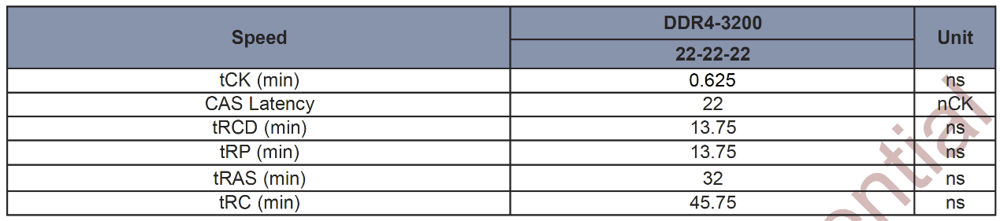 Speed DDR4-3200 Unit
22-22-22
tCK (min) 0.625 ns
CAS Latency 22 nCK
tRCD (min) 13.75 ns
tRP (min) 13.75 ns
tRAS (min) 32 ns
tRC (min) 45.75 ns
ential